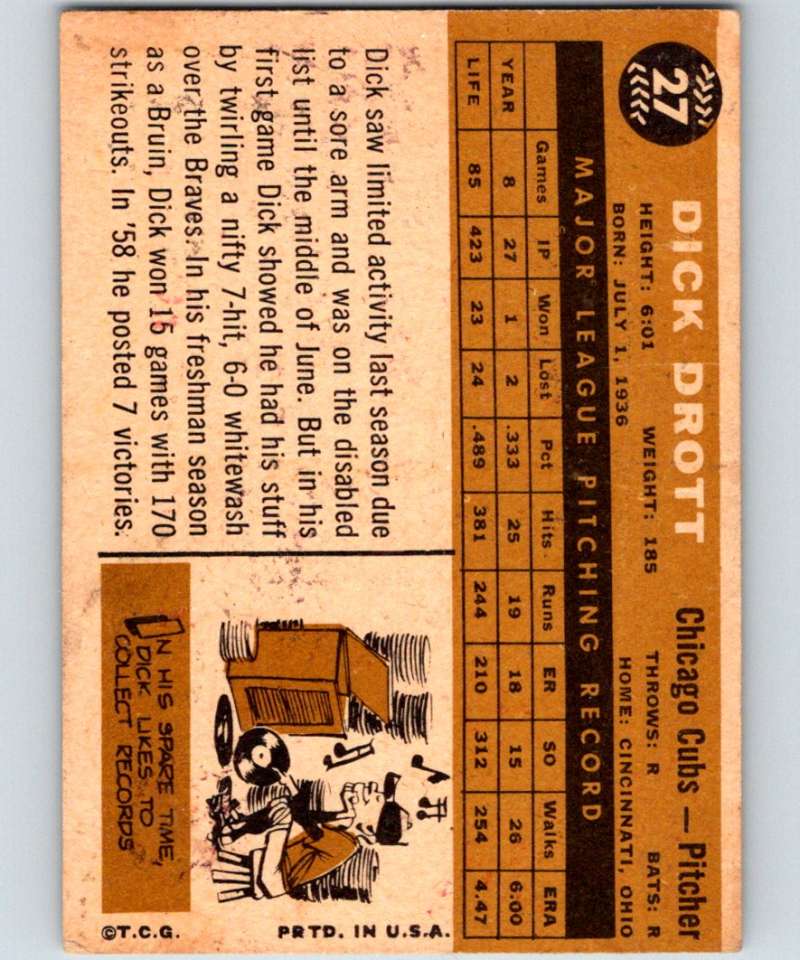 27
DICK DROTT Chicago Cubs — Pitcher
HEIGHT: 6:01 WEIGHT: 185 THROWS: R BATS: R
BORN: JULY 1, 1936 HOME: CINCINNATI, OHIO
MAJOR LEAGUE PITCHING RECORD
Games IP Won Lost Pct Hits Runs ER SO Walks ERA
YEAR 8 27 1 2 .333 25 19 18 15 26 6.00
LIFE 85 423 23 24 .489 381 244 210 312 254 4.47
Dick saw limited activity last season due
to a sore arm and was on the disabled
list until the middle of June. But in his
first game Dick showed he had his stuff
by twirling a nifty 7-hit, 6-0 whitewash
over the Braves. In his freshman season
as a Bruin, Dick won 15 games with 170
strikeouts. In '58 he posted 7 victories.
IN HIS SPARE TIME,
DICK LIKES TO
COLLECT RECORDS
©T.C.G. PRTD. IN U.S.A.